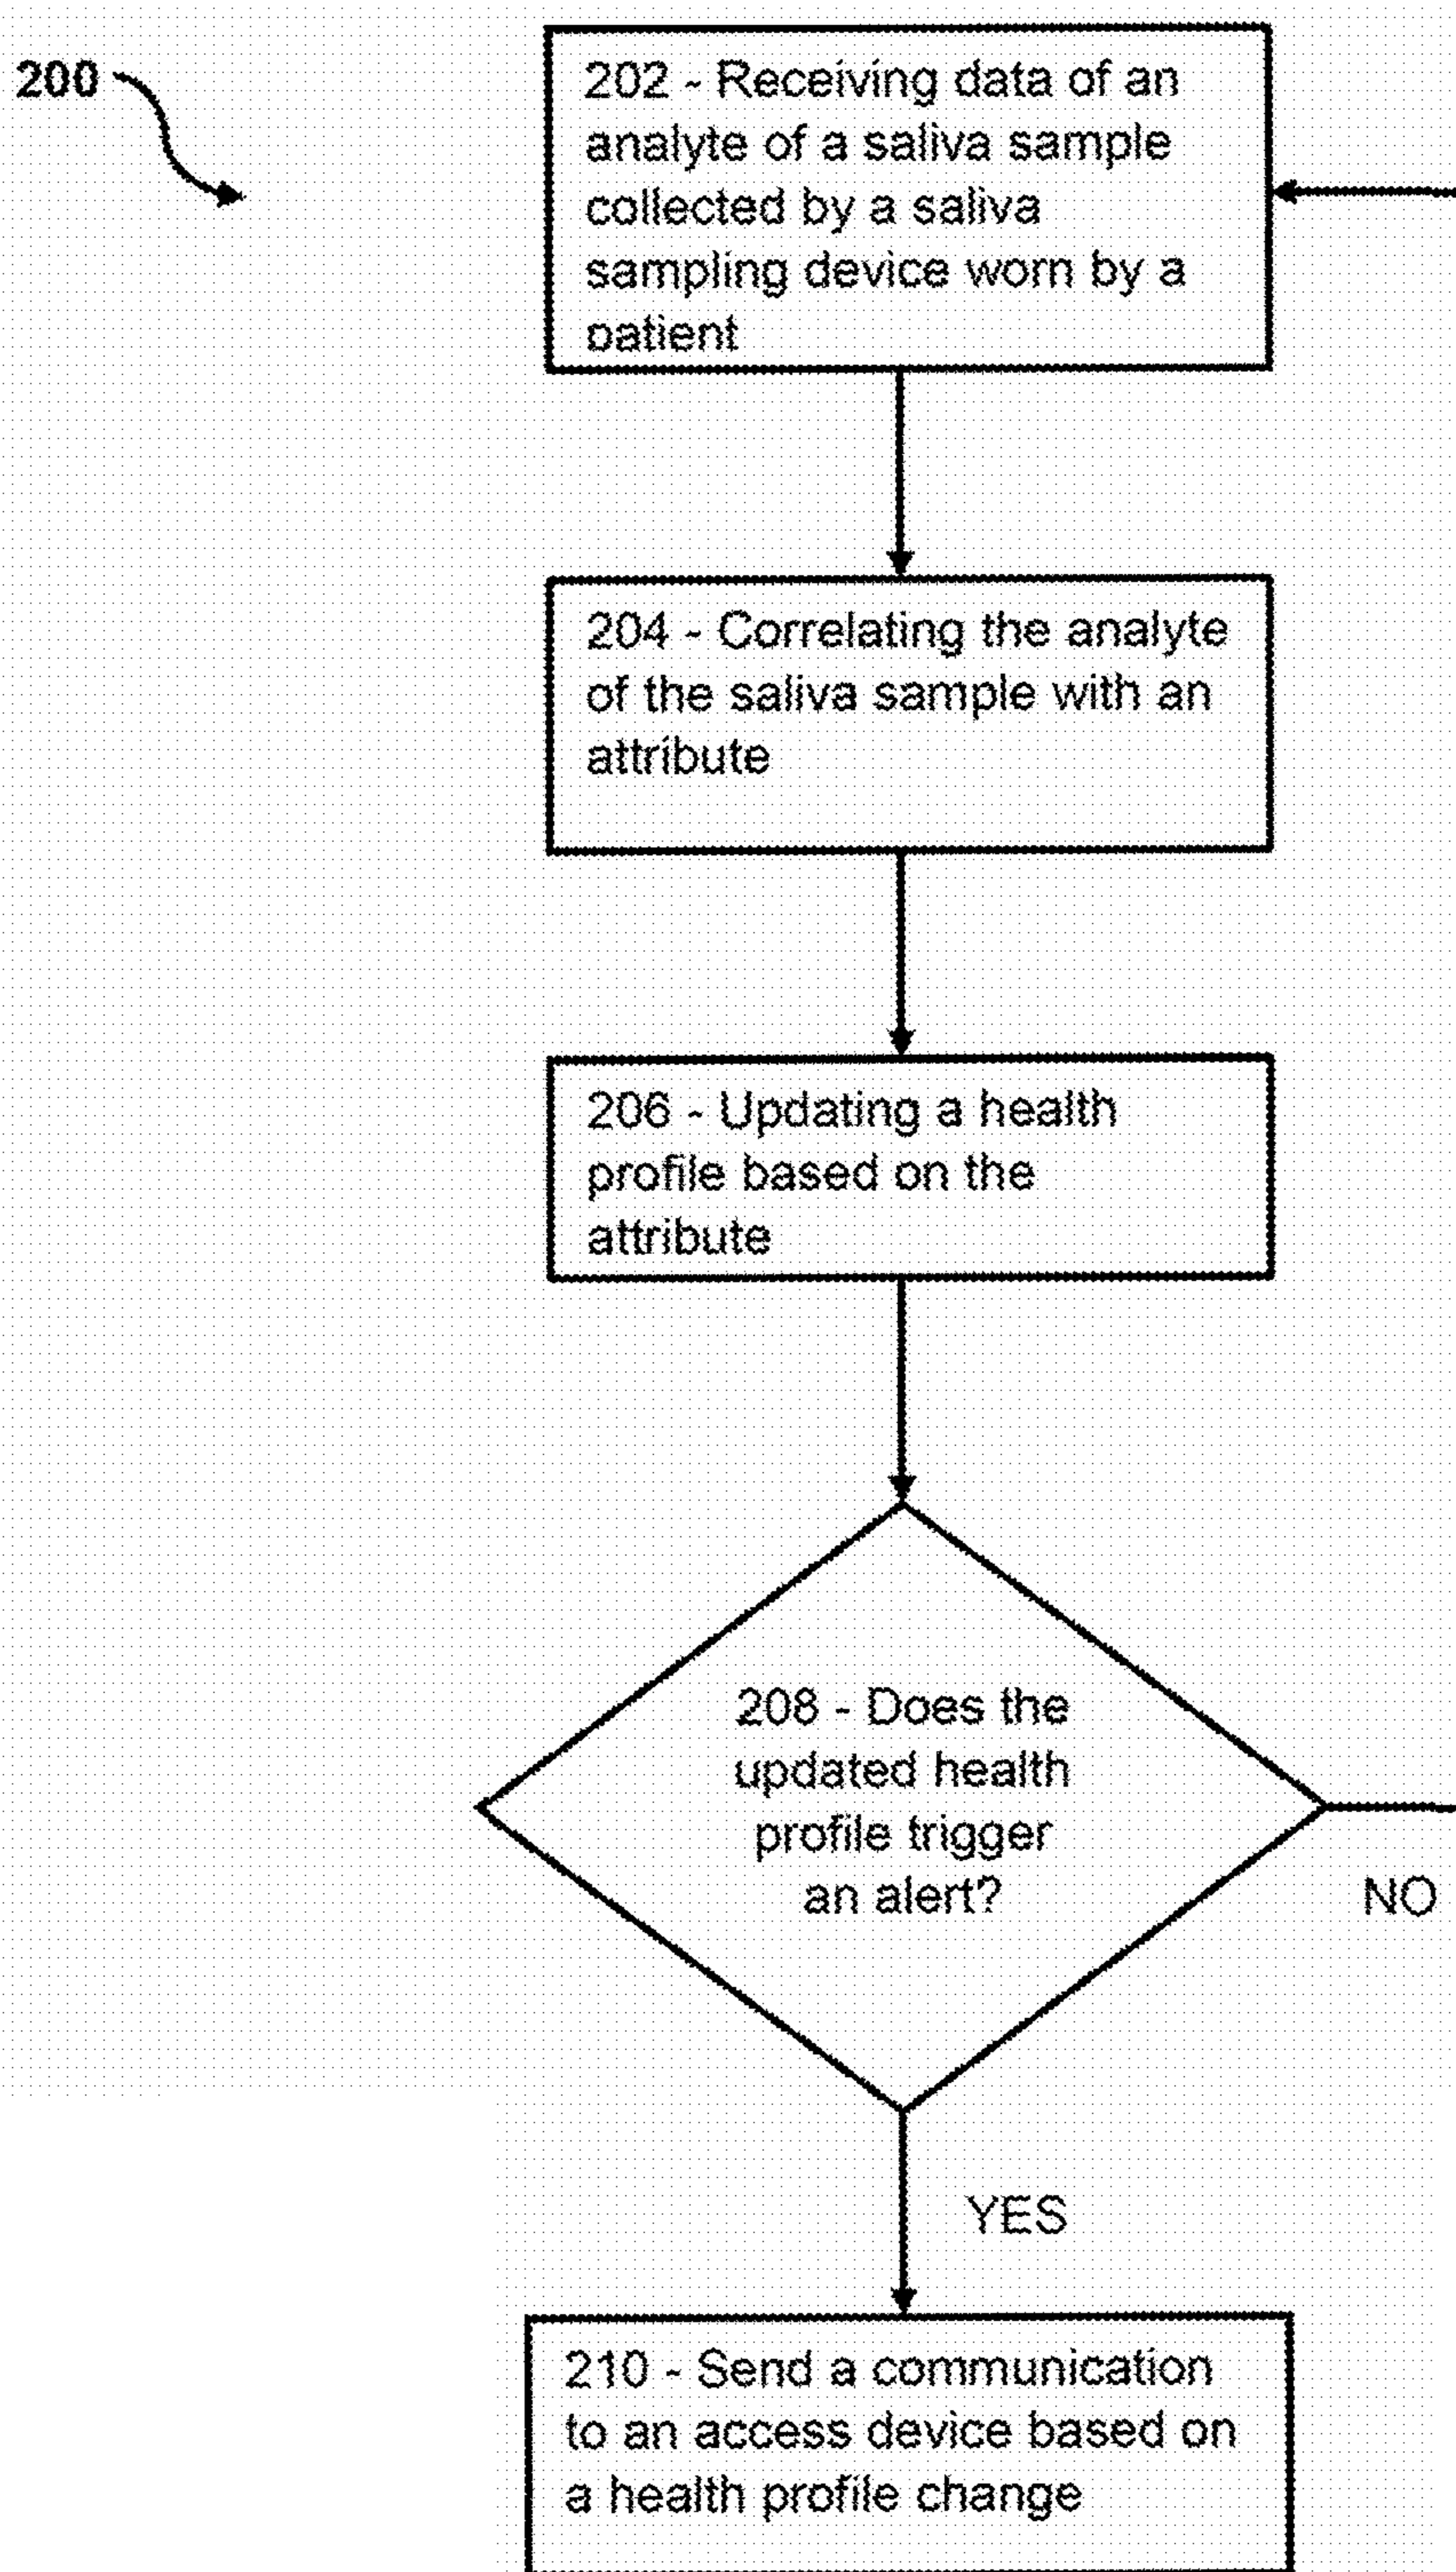 200
202 - Receiving data of an
analyte of a saliva sample
collected by a saliva
sampling device worn by a
patient
204 - Correlating the analyte
of the saliva sample with an
attribute
206 - Updating a health
profile based on the
attribute
208 - Does the
updated health
profile trigger
an alert?
NO
YES
210 - Send a communication
to an access device based on
a health profile change